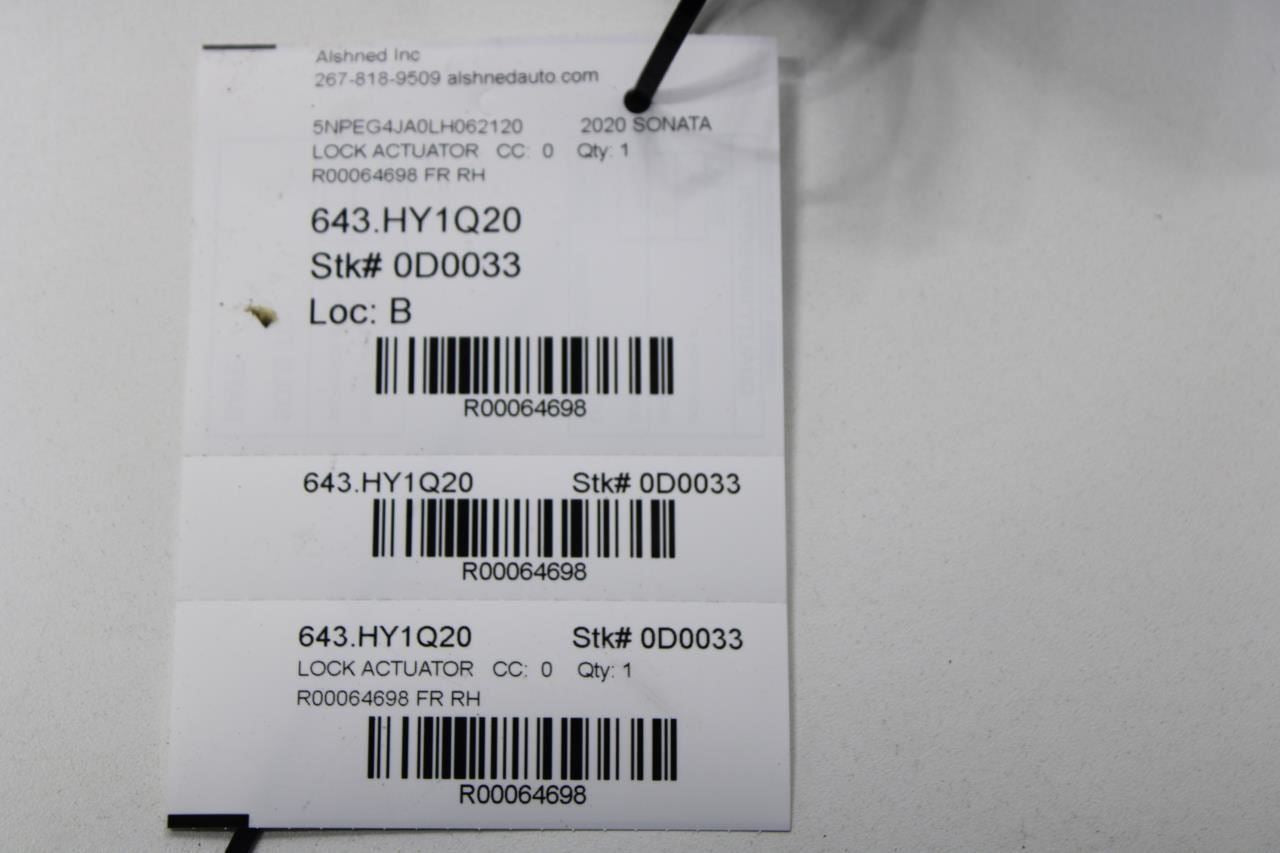 Alshned Inc
267-818-9509 alshnedauto.com
5NPEG4JA0LH062120 2020 SONATA
LOCK ACTUATOR CC: 0 Qty: 1
R00064698 FR RH
643.HY1Q20
Stk# 0D0033
Loc: B
R00064698
643.HY1Q20 Stk# 0D0033
R00064698
643.HY1Q20 Stk# 0D0033
LOCK ACTUATOR CC: 0 Qty: 1
R00064698 FR RH
R00064698